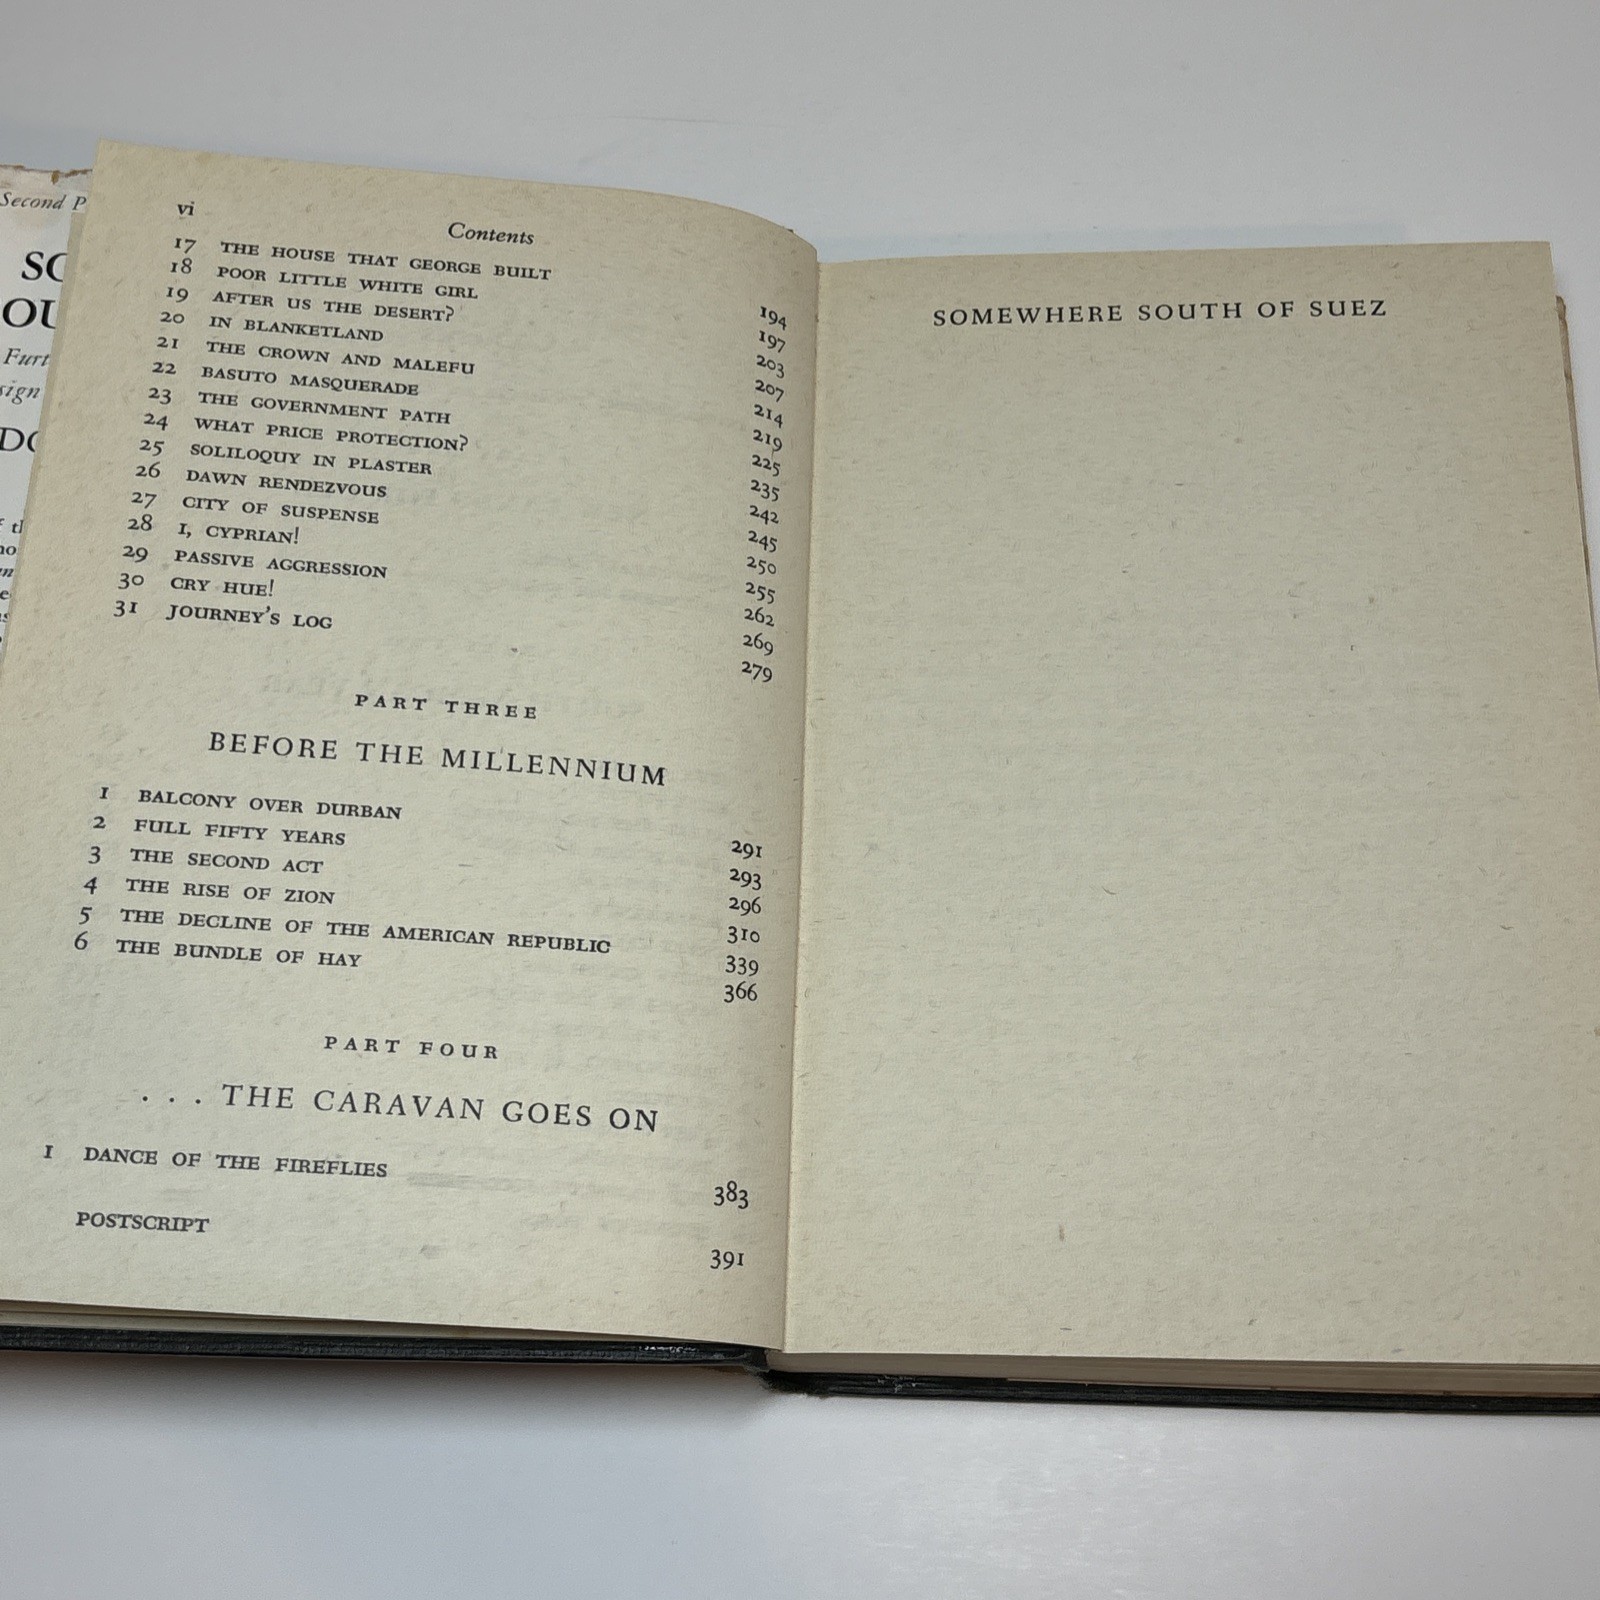 Second P
SO
OU
Furt
sign
DO
vi
Contents
17 THE HOUSE THAT GEORGE BUILT 194
18 POOR LITTLE WHITE GIRL 197
19 AFTER US THE DESERT? 203
20 IN BLANKETLAND 207
21 THE CROWN AND MALEFU 214
22 BASUTO MASQUERADE 219
23 THE GOVERNMENT PATH 225
24 WHAT PRICE PROTECTION? 235
25 SOLILOQUY IN PLASTER 242
26 DAWN RENDEZVOUS 245
27 CITY OF SUSPENSE 250
28 I, CYPRIAN! 255
29 PASSIVE AGGRESSION 262
30 CRY HUE! 269
31 JOURNEY'S LOG 279
PART THREE
BEFORE THE MILLENNIUM
1 BALCONY OVER DURBAN 291
2 FULL FIFTY YEARS 293
3 THE SECOND ACT 296
4 THE RISE OF ZION 310
5 THE DECLINE OF THE AMERICAN REPUBLIC 339
6 THE BUNDLE OF HAY 366
PART FOUR
. . . THE CARAVAN GOES ON
1 DANCE OF THE FIREFLIES 383
POSTSCRIPT 391
SOMEWHERE SOUTH OF SUEZ